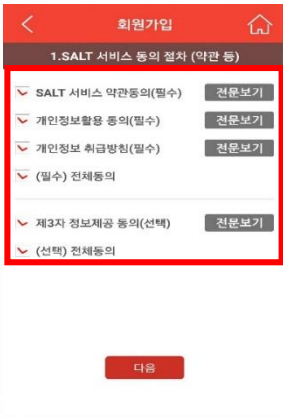 회원가입
1.SALT 서비스 동의 절차 (약관 등)
SALT 서비스 약관동의(필수) 전문보기
개인정보활용 동의(필수) 전문보기
개인정보 취급방침(필수) 전문보기
(필수) 전체동의
제3자 정보제공 동의(선택) 전문보기
(선택) 전체동의
다음